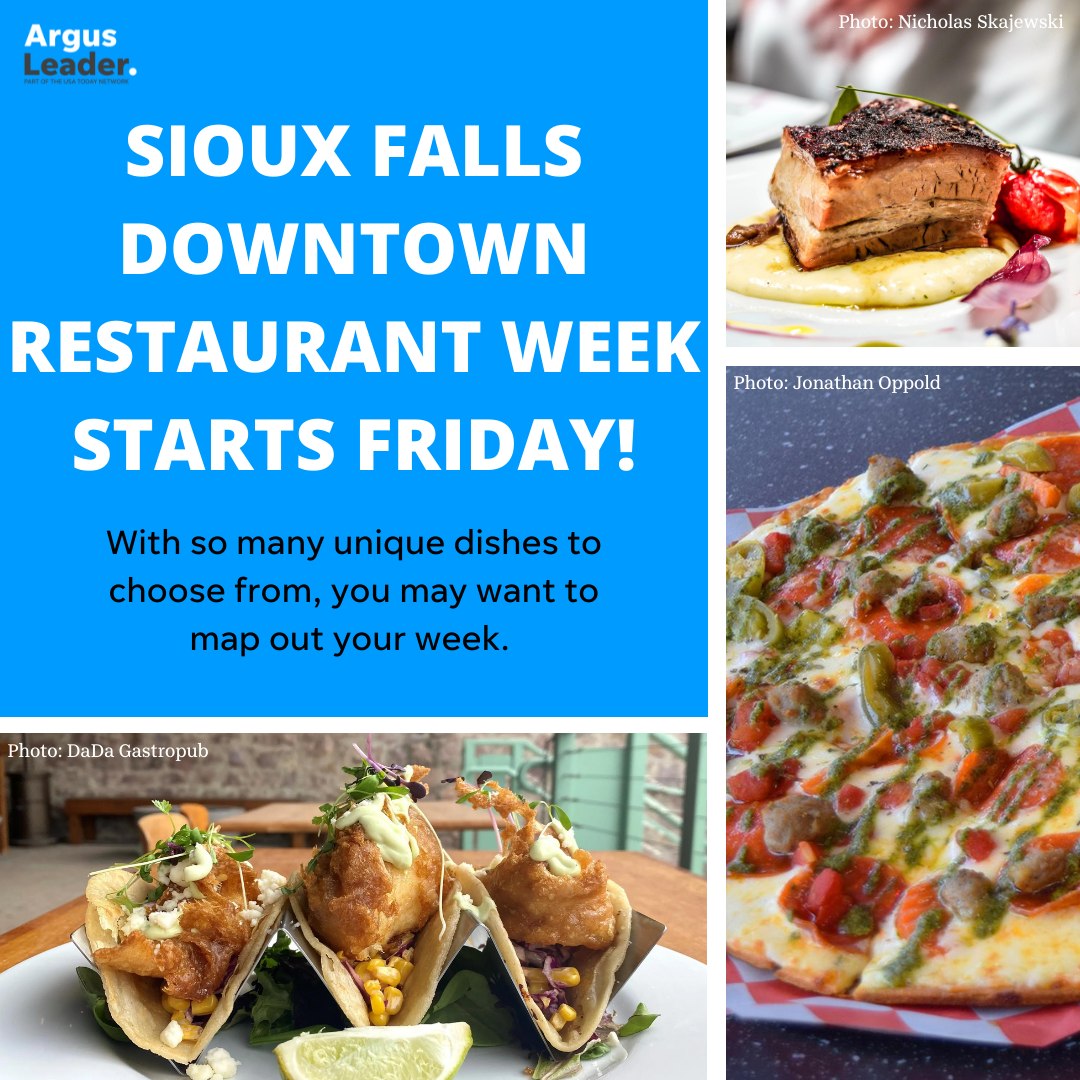 Argus
Leader.
PART OF THE USA TODAY NETWORK
SIOUX FALLS
DOWNTOWN
RESTAURANT WEEK
STARTS FRIDAY!
With so many unique dishes to
choose from, you may want to
map out your week.
Photo: Nicholas Skajewski
Photo: Jonathan Oppold
Photo: DaDa Gastropub